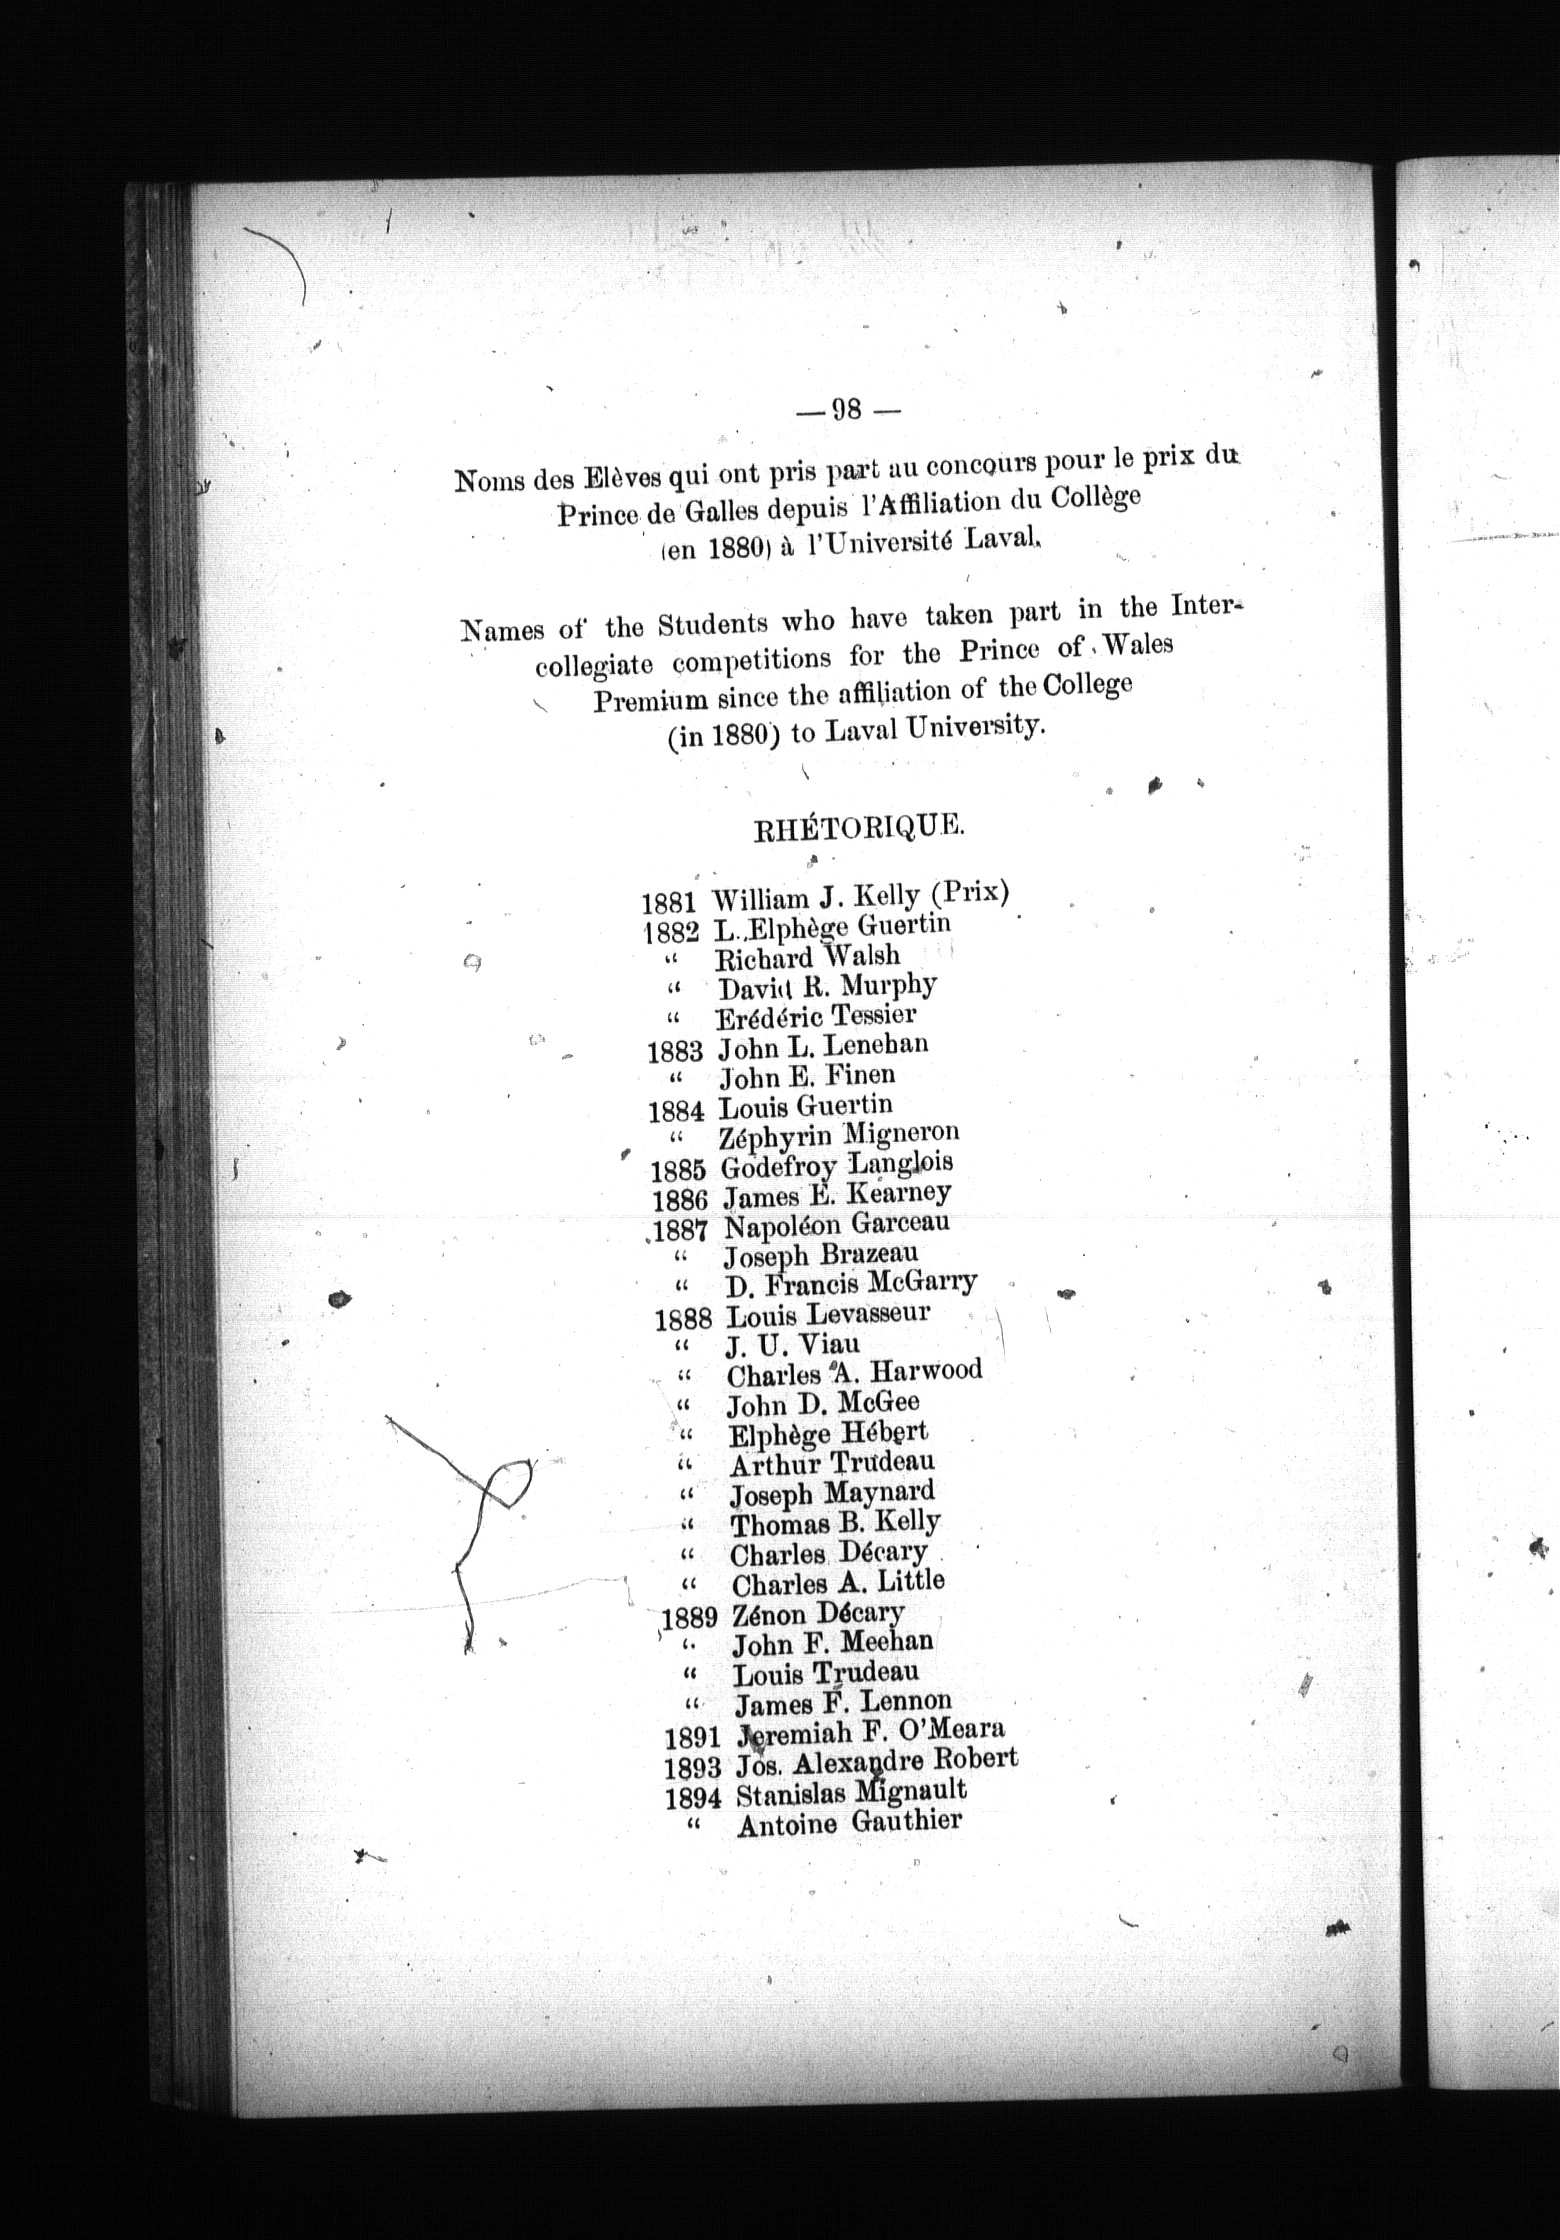 — 98 —
Noms des Elèves qui ont pris part au concours pour le prix du
Prince de Galles depuis l'Affiliation du Collège
(en 1880) à l'Université Laval.
Names of the Students who have taken part in the Inter-
collegiate competitions for the Prince of Wales
Premium since the affiliation of the College
(in 1880) to Laval University.
RHÉTORIQUE.
1881 William J. Kelly (Prix)
1882 L. Elphège Guertin
“ Richard Walsh
“ David R. Murphy
“ Erédéric Tessier
1883 John L. Lenehan
“ John E. Finen
1884 Louis Guertin
“ Zéphyrin Migneron
1885 Godefroy Langlois
1886 James E. Kearney
1887 Napoléon Garceau
“ Joseph Brazeau
“ D. Francis McGarry
1888 Louis Levasseur
“ J. U. Viau
“ Charles A. Harwood
“ John D. McGee
“ Elphège Hébert
“ Arthur Trudeau
“ Joseph Maynard
“ Thomas B. Kelly
“ Charles Décary
“ Charles A. Little
1889 Zénon Décary
“ John F. Meehan
“ Louis Trudeau
“ James F. Lennon
1891 Jeremiah F. O'Meara
1893 Jos. Alexandre Robert
1894 Stanislas Mignault
“ Antoine Gauthier